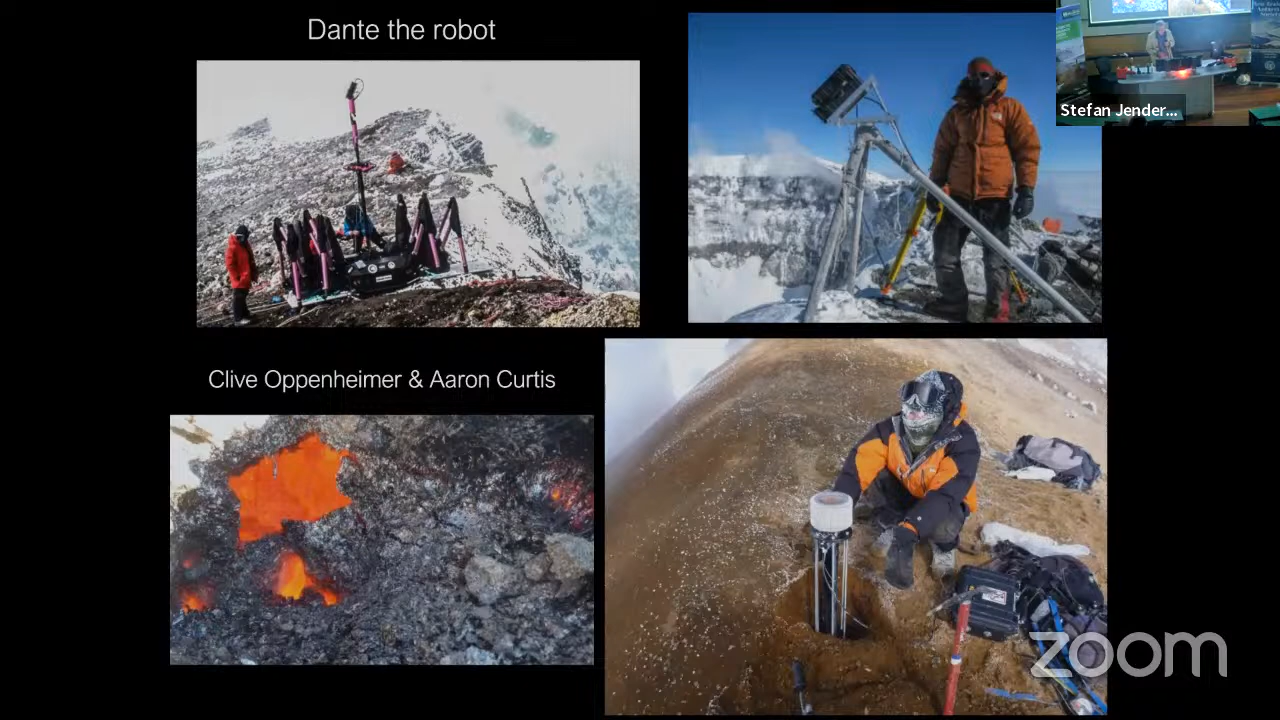 Dante the robot
Stefan Jender...
Clive Oppenheimer & Aaron Curtis
zoom